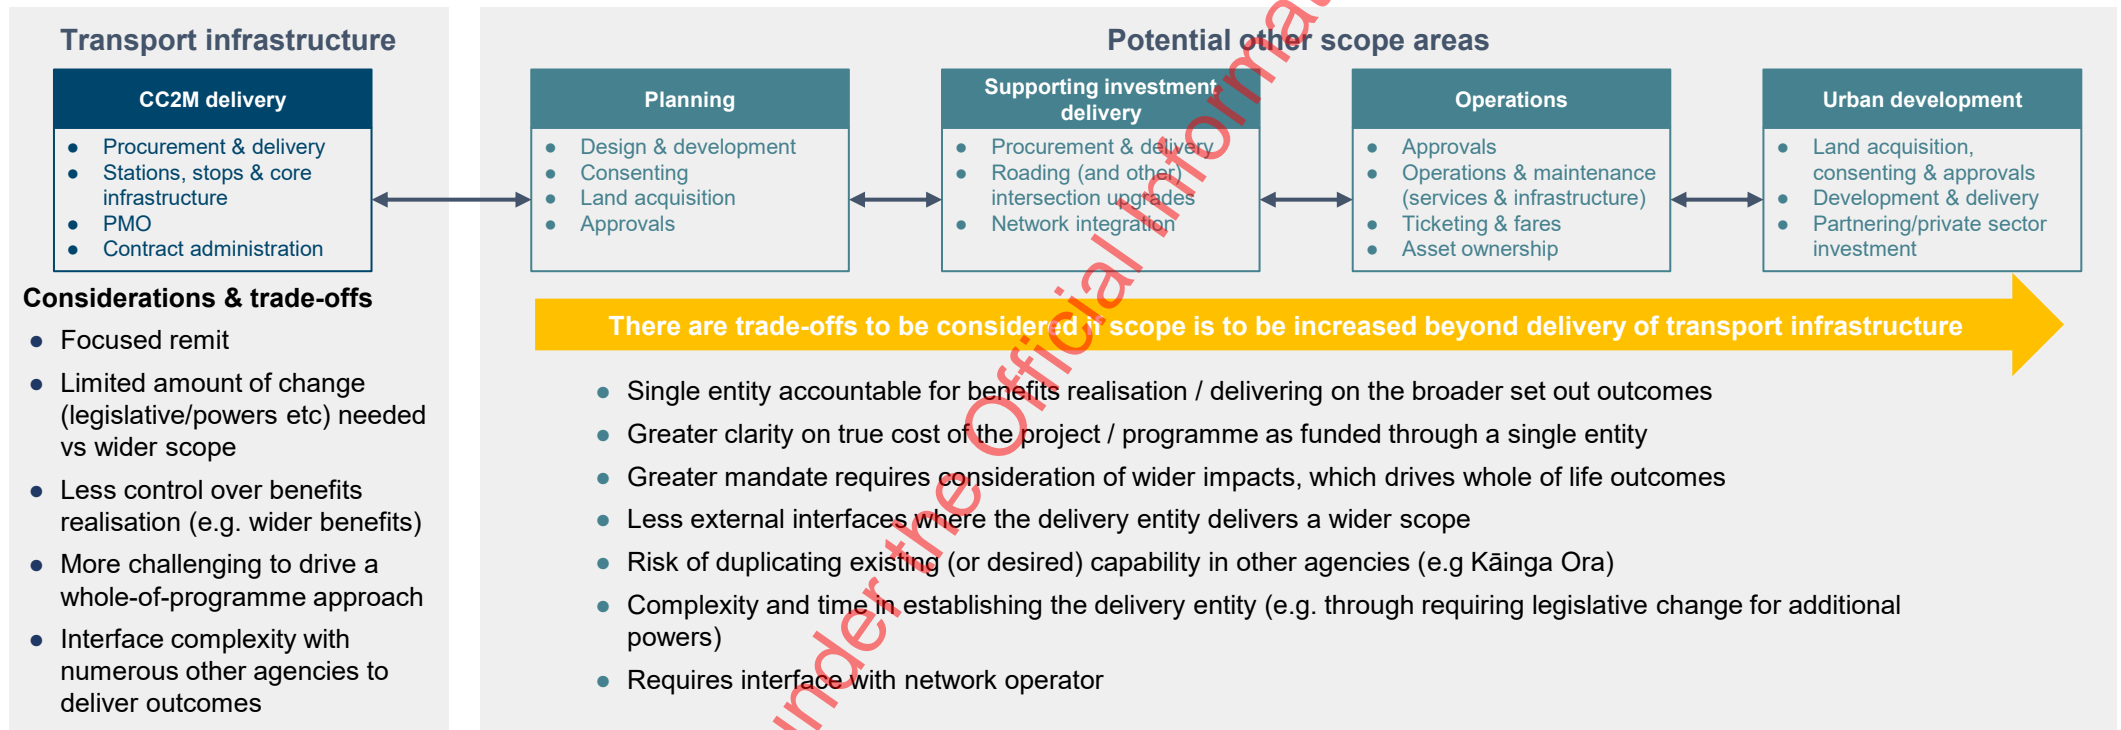 Transport infrastructure
CC2M delivery
● Procurement & delivery
● Stations, stops & core
infrastructure
● PMO
● Contract administration
Considerations & trade-offs
● Focused remit
● Limited amount of change
(legislative/powers etc) needed
vs wider scope
● Less control over benefits
realisation (e.g. wider benefits)
● More challenging to drive a
whole-of-programme approach
● Interface complexity with
numerous other agencies to
deliver outcomes
Potential other scope areas
Planning
● Design & development
● Consenting
● Land acquisition
● Approvals
Supporting investment
delivery
● Procurement & delivery
● Roading (and other)
intersection upgrades
● Network integration
Operations
● Approvals
● Operations & maintenance
(services & infrastructure)
● Ticketing & fares
● Asset ownership
Urban development
● Land acquisition,
consenting & approvals
● Development & delivery
● Partnering/private sector
investment
There are trade-offs to be considered if scope is to be increased beyond delivery of transport infrastructure
● Single entity accountable for benefits realisation / delivering on the broader set out outcomes
● Greater clarity on true cost of the project / programme as funded through a single entity
● Greater mandate requires consideration of wider impacts, which drives whole of life outcomes
● Less external interfaces where the delivery entity delivers a wider scope
● Risk of duplicating existing (or desired) capability in other agencies (e.g Kāinga Ora)
● Complexity and time in establishing the delivery entity (e.g. through requiring legislative change for additional
powers)
● Requires interface with network operator
the Official